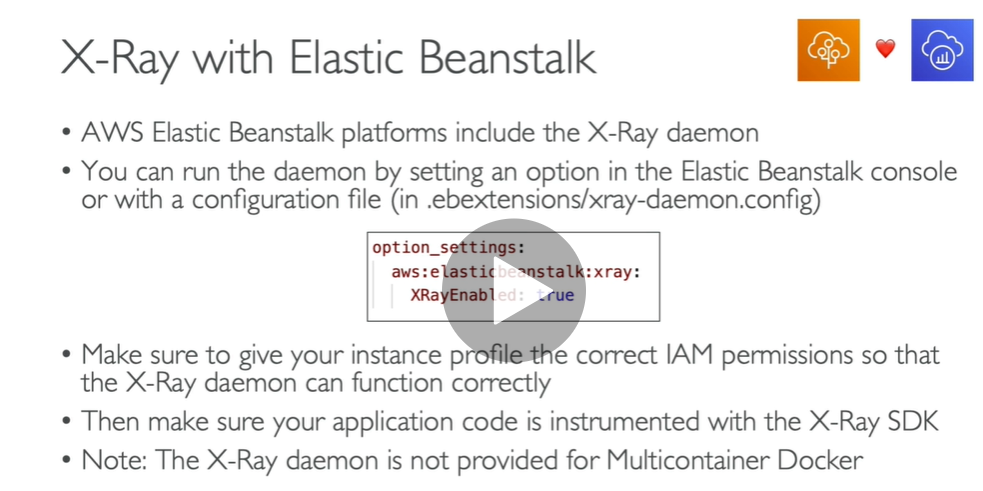 X-Ray with Elastic Beanstalk
• AWS Elastic Beanstalk platforms include the X-Ray daemon
• You can run the daemon by setting an option in the Elastic Beanstalk console
or with a configuration file (in .ebextensions/xray-daemon.config)
option_settings:
aws:elasticbeanstalk:xray:
XRayEnabled: true
• Make sure to give your instance profile the correct IAM permissions so that
the X-Ray daemon can function correctly
• Then make sure your application code is instrumented with the X-Ray SDK
• Note: The X-Ray daemon is not provided for Multicontainer Docker